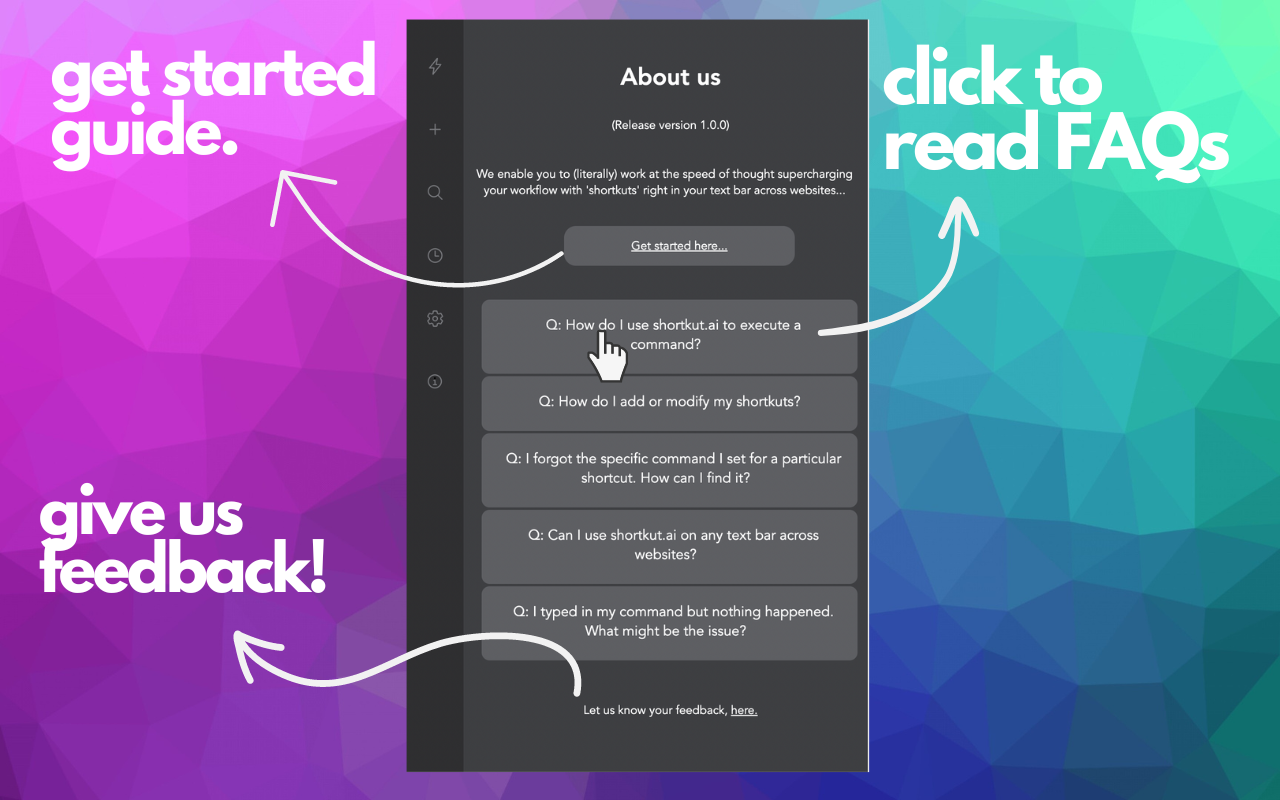 get started
guide.
click to
read FAQs
About us
(Release version 1.0.0)
We enable you to (literally) work at the speed of thought supercharging
your workflow with 'shortkuts' right in your text bar across websites...
Get started here...
Q: How do I use shortkut.ai to execute a
command?
Q: How do I add or modify my shortkuts?
Q: I forgot the specific command I set for a particular
shortcut. How can I find it?
Q: Can I use shortkut.ai on any text bar across
websites?
Q: I typed in my command but nothing happened.
What might be the issue?
give us
feedback!
Let us know your feedback, here.